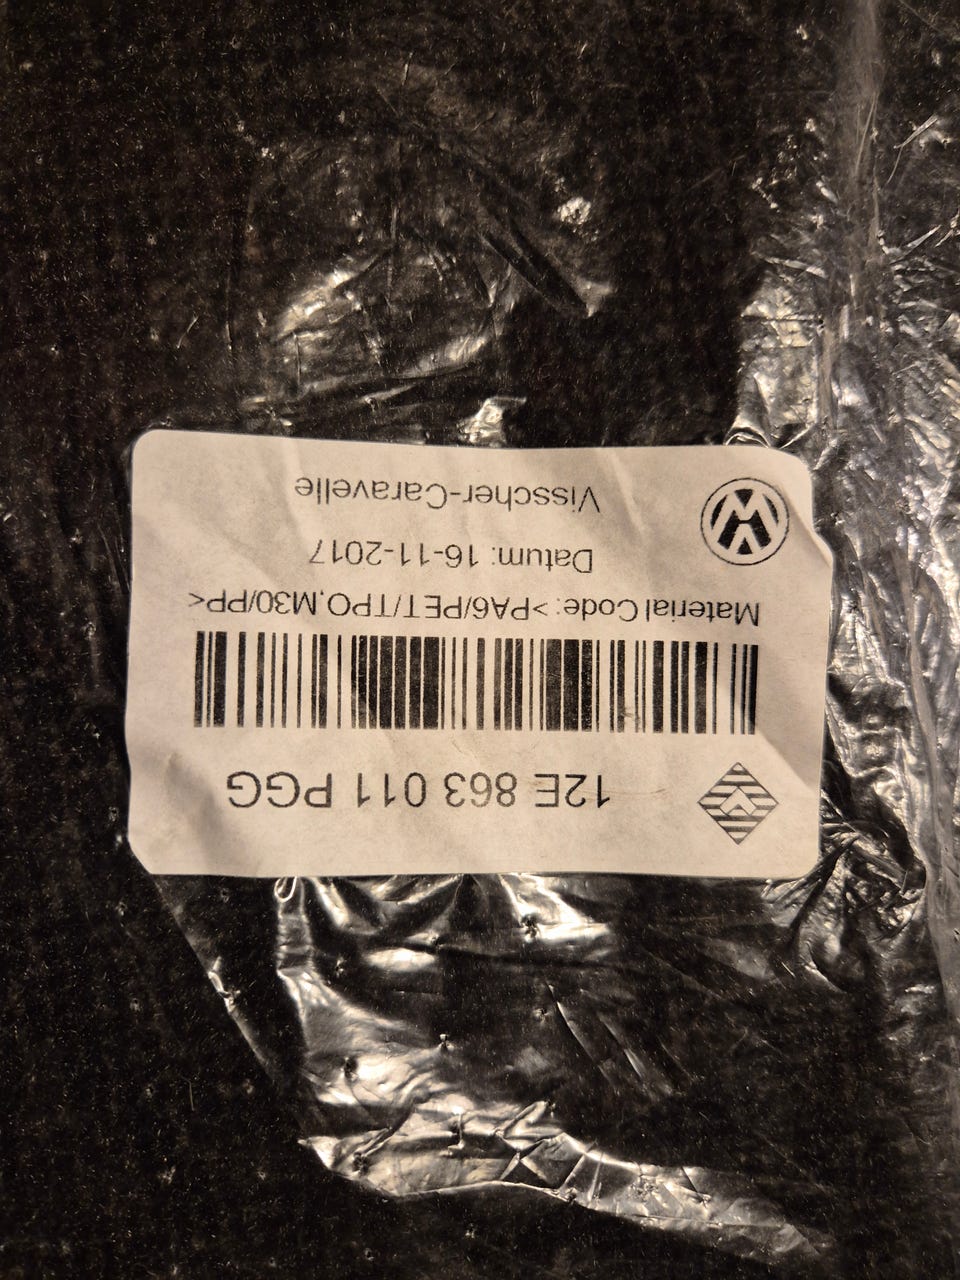 12E 863 011 PGG
Material Code: >PA6/PET/TPO,M30/PP<
Datum: 16-11-2017
Visscher-Caravelle